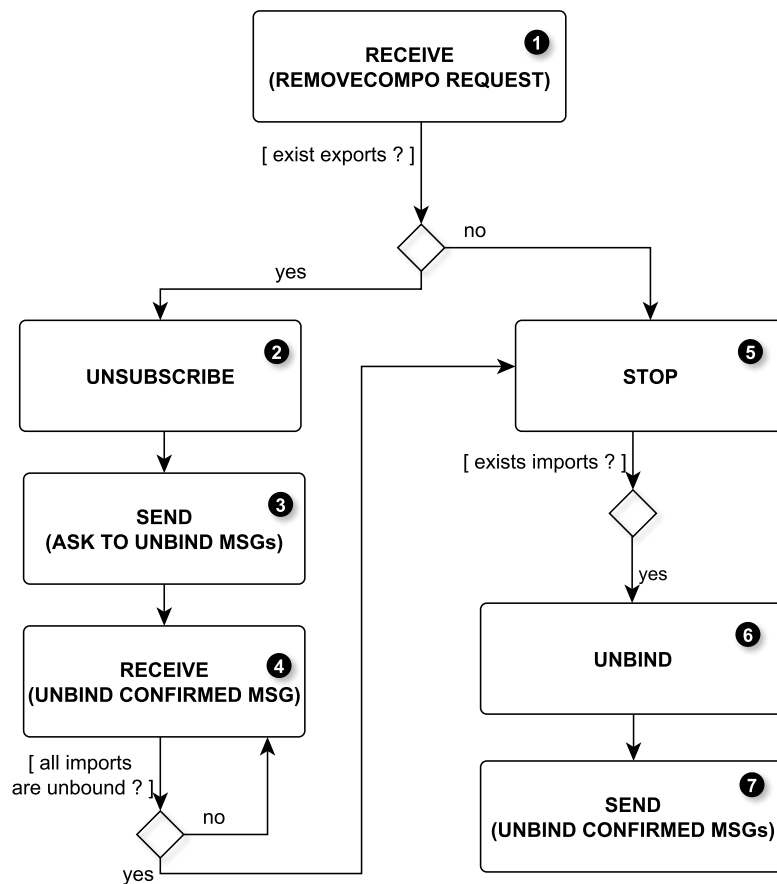 1
RECEIVE
(REMOVECOMPO REQUEST)
[ exist exports ? ]
no
yes
2
UNSUBSCRIBE
5
STOP
[ exists imports ? ]
3
SEND
(ASK TO UNBIND MSGs)
yes
4
RECEIVE
(UNBIND CONFIRMED MSG)
6
UNBIND
[ all imports
are unbound ? ]
no
yes
7
SEND
(UNBIND CONFIRMED MSGs)